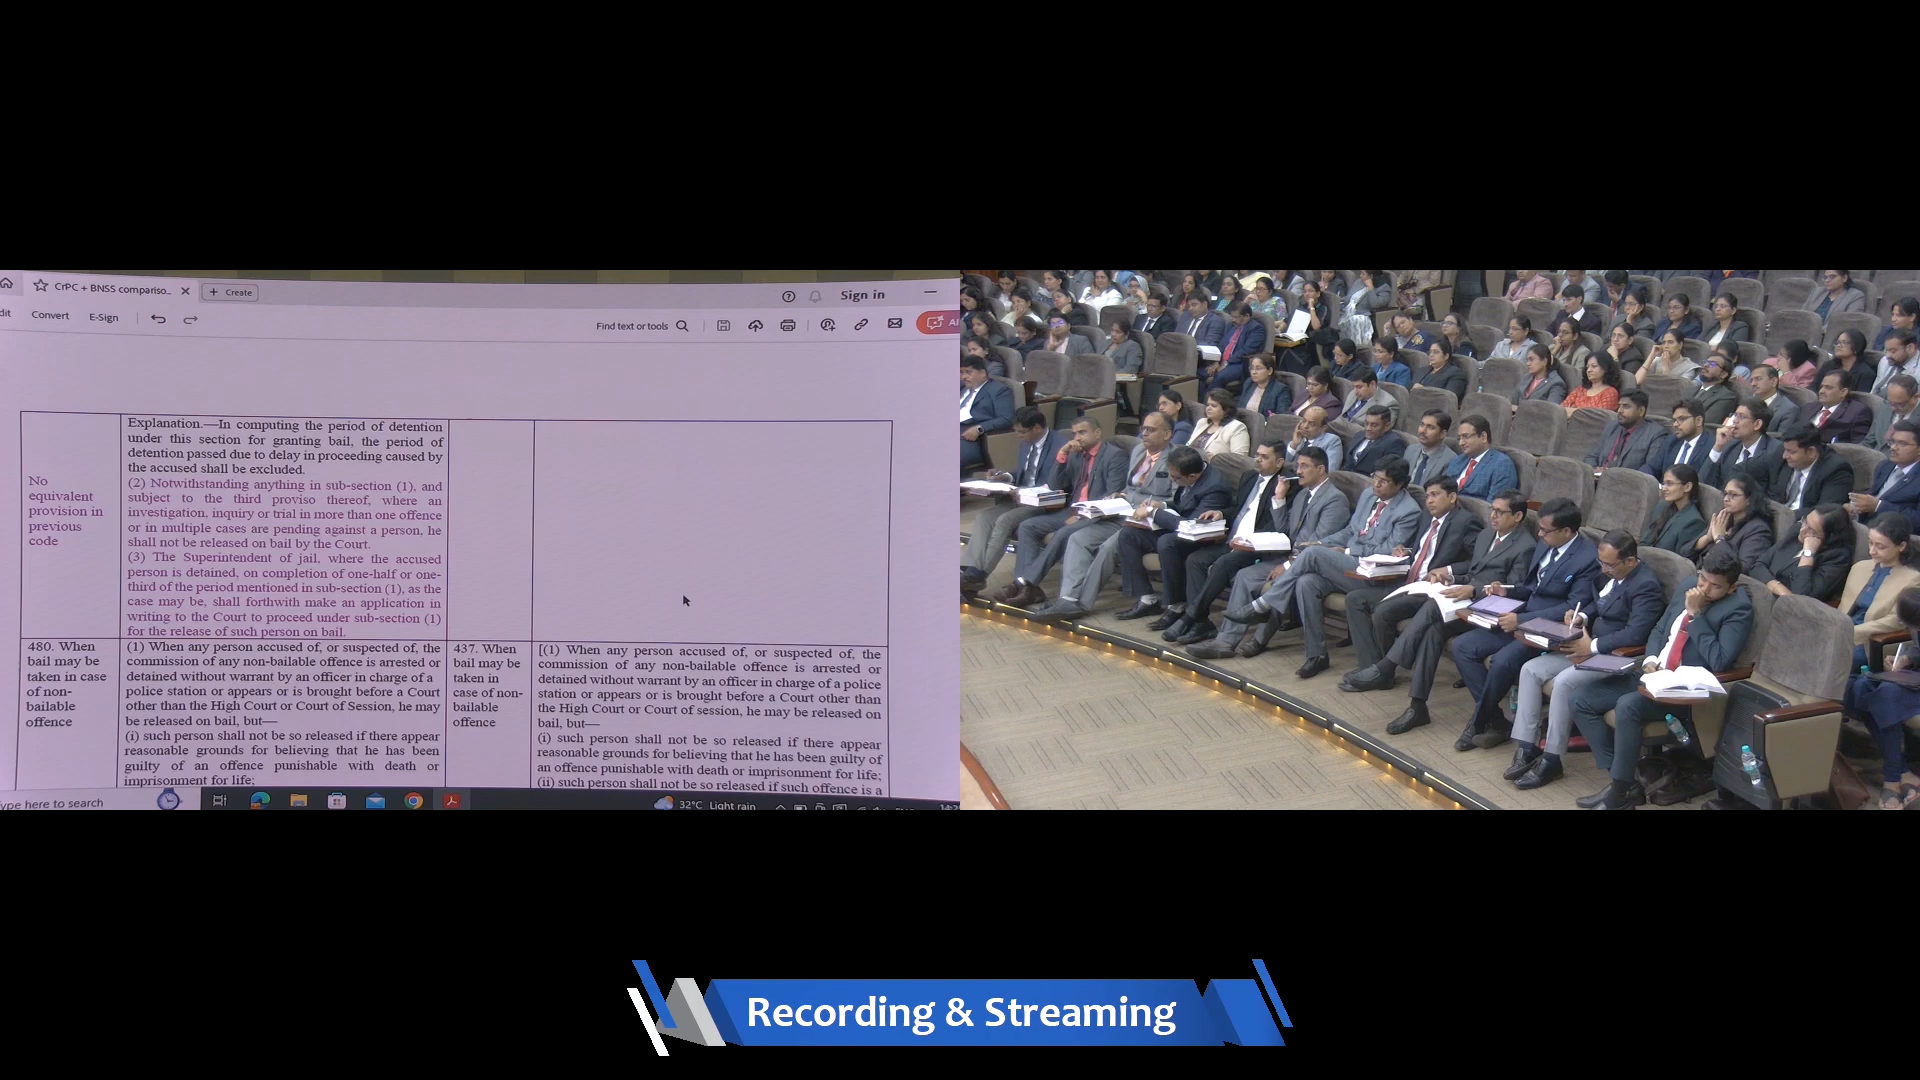 CrPC + BNSS compariso...
Create
Sign in
Convert
E-Sign
Find text or tools
Explanation.—In computing the period of detention
under this section for granting bail, the period of
detention passed due to delay in proceeding caused by
the accused shall be excluded.
No
equivalent
provision in
previous
code
(2) Notwithstanding anything in sub-section (1), and
subject to the third proviso thereof, where an
investigation, inquiry or trial in more than one offence
or in multiple cases are pending against a person, he
shall not be released on bail by the Court.
(3) The Superintendent of jail, where the accused
person is detained, on completion of one-half or one-
third of the period mentioned in sub-section (1), as the
case may be, shall forthwith make an application in
writing to the Court to proceed under sub-section (1)
for the release of such person on bail.
480. When
bail may be
taken in case
of non-
bailable
offence
(1) When any person accused of, or suspected of, the
commission of any non-bailable offence is arrested or
detained without warrant by an officer in charge of a
police station or appears or is brought before a Court
other than the High Court or Court of Session, he may
be released on bail, but—
(i) such person shall not be so released if there appear
reasonable grounds for believing that he has been
guilty of an offence punishable with death or
imprisonment for life;
437. When
bail may be
taken in
case of non-
bailable
offence
[(1) When any person accused of, or suspected of, the
commission of any non-bailable offence is arrested or
detained without warrant by an officer in charge of a police
station or appears or is brought before a Court other than
the High Court or Court of session, he may be released on
bail, but—
(i) such person shall not be so released if there appear
reasonable grounds for believing that he has been guilty of
an offence punishable with death or imprisonment for life;
(ii) such person shall not be so released if such offence is a
here to search
32°C Light rain
Recording & Streaming